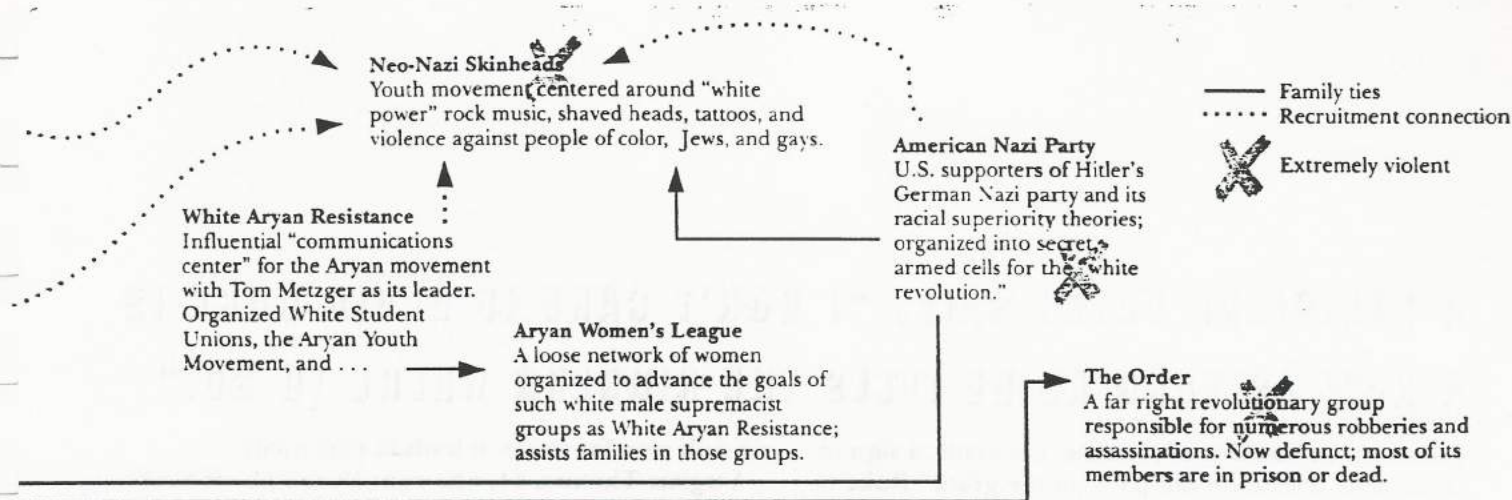 Neo-Nazi Skinheads
Youth movement centered around “white
power” rock music, shaved heads, tattoos, and
violence against people of color, Jews, and gays.
Family ties
Recruitment connection
Extremely violent
American Nazi Party
U.S. supporters of Hitler’s
German Nazi party and its
racial superiority theories;
organized into secret,
armed cells for the “white
revolution.”
White Aryan Resistance
Influential “communications
center” for the Aryan movement
with Tom Metzger as its leader.
Organized White Student
Unions, the Aryan Youth
Movement, and ...
Aryan Women’s League
A loose network of women
organized to advance the goals of
such white male supremacist
groups as White Aryan Resistance;
assists families in those groups.
The Order
A far right revolutionary group
responsible for numerous robberies and
assassinations. Now defunct; most of its
members are in prison or dead.